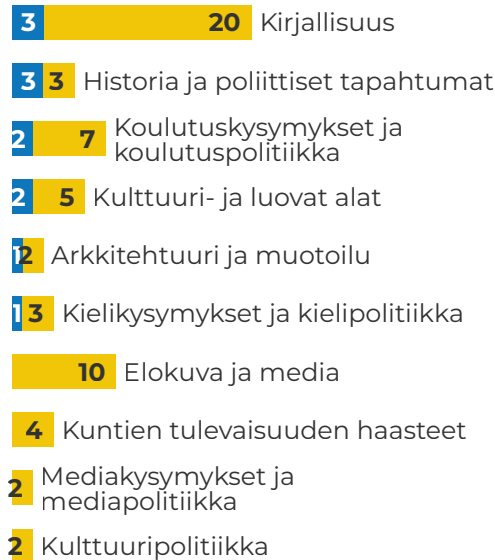 3 20 Kirjallisuus
3 3 Historia ja poliittiset tapahtumat
2 7 Koulutuskysymykset ja
koulutuspolitiikka
2 5 Kulttuuri- ja luovat alat
1 2 Arkkitehtuuri ja muotoilu
1 3 Kielikysymykset ja kielipolitiikka
10 Elokuva ja media
4 Kuntien tulevaisuuden haasteet
2 Mediakysymykset ja
mediapolitiikka
2 Kulttuuripolitiikka